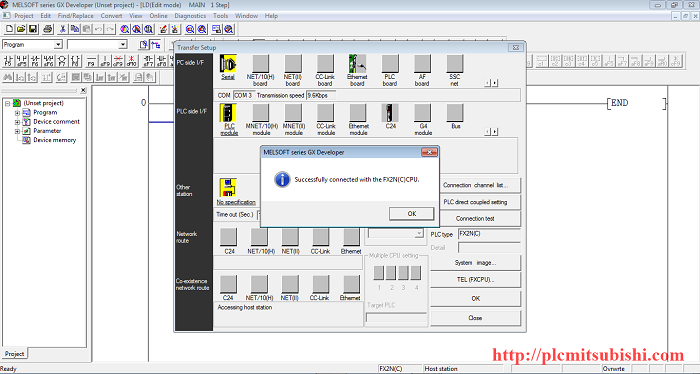 MELSOFT series GX Developer (Unset project) - [LD(Edit mode) MAIN 1 Step]
Project Edit Find/Replace Convert View Online Diagnostics Tools Window Help
Program
Transfer Setup
PC side I/F
Serial
NET/10(H) board
NET(II) board
CC-Link board
Ethernet board
PLC board
AF board
SSC net
COM COM 3 Transmission speed 9.6Kbps
PLC side I/F
PLC module
MNET/10(H) module
MNET(II) module
CC-Link module
Ethernet module
C24
G4 module
Bus
(Unset project)
Program
Device comment
Parameter
Device memory
0
END
MELSOFT series GX Developer
Successfully connected with the FX2N(C)CPU.
OK
Other station
No specification
Time out (Sec.)
Connection channel list...
PLC direct coupled setting
Connection test
PLC type FX2N(C)
Detail
System image...
TEL (FXCPU)...
OK
Close
Network route
C24
NET/10(H)
NET(II)
CC-Link
Ethernet
Multiple CPU setting
1 2 3 4
Target PLC
Co-existence network route
C24
NET/10(H)
NET(II)
CC-Link
Ethernet
Accessing host station
Project
http://plcmitsubishi.com
Ready
FX2N(C)
Host station
Ovrwrte